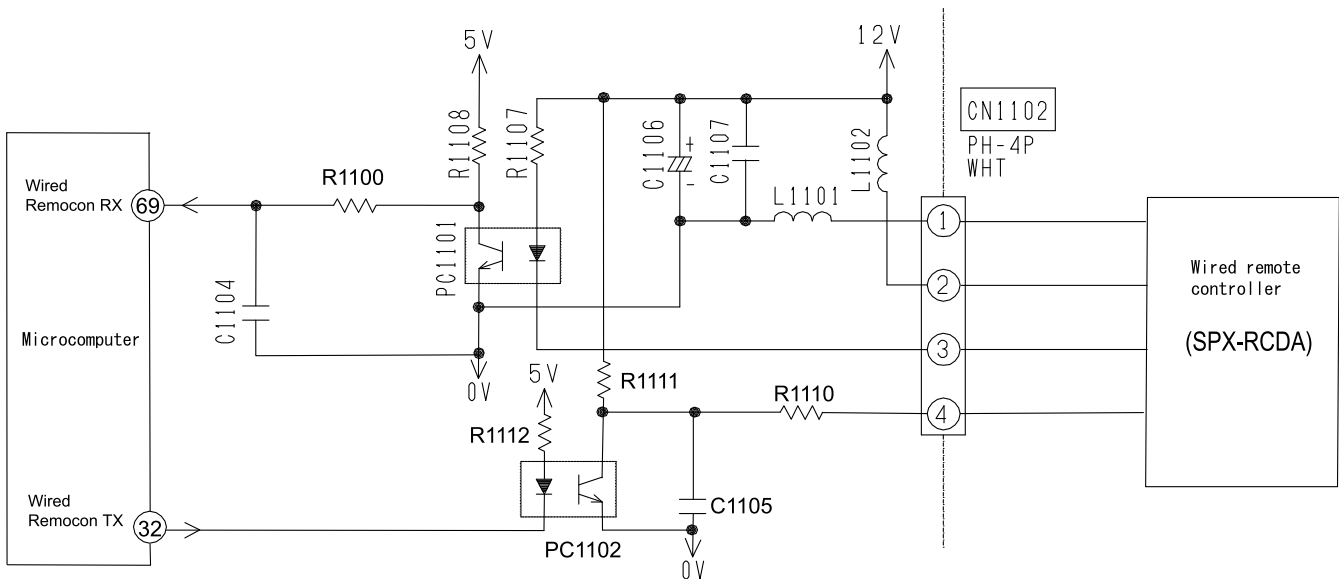 5V
12V
R1108
R1107
C1106
+
-
C1107
L1102
CN1102
PH-4P
WHT
Wired
Remocon RX
69
R1100
L1101
1
PC1101
2
Wired remote
controller
(SPX-RCDA)
C1104
Microcomputer
3
0V
5V
R1111
R1110
4
R1112
Wired
Remocon TX
32
C1105
PC1102
0V